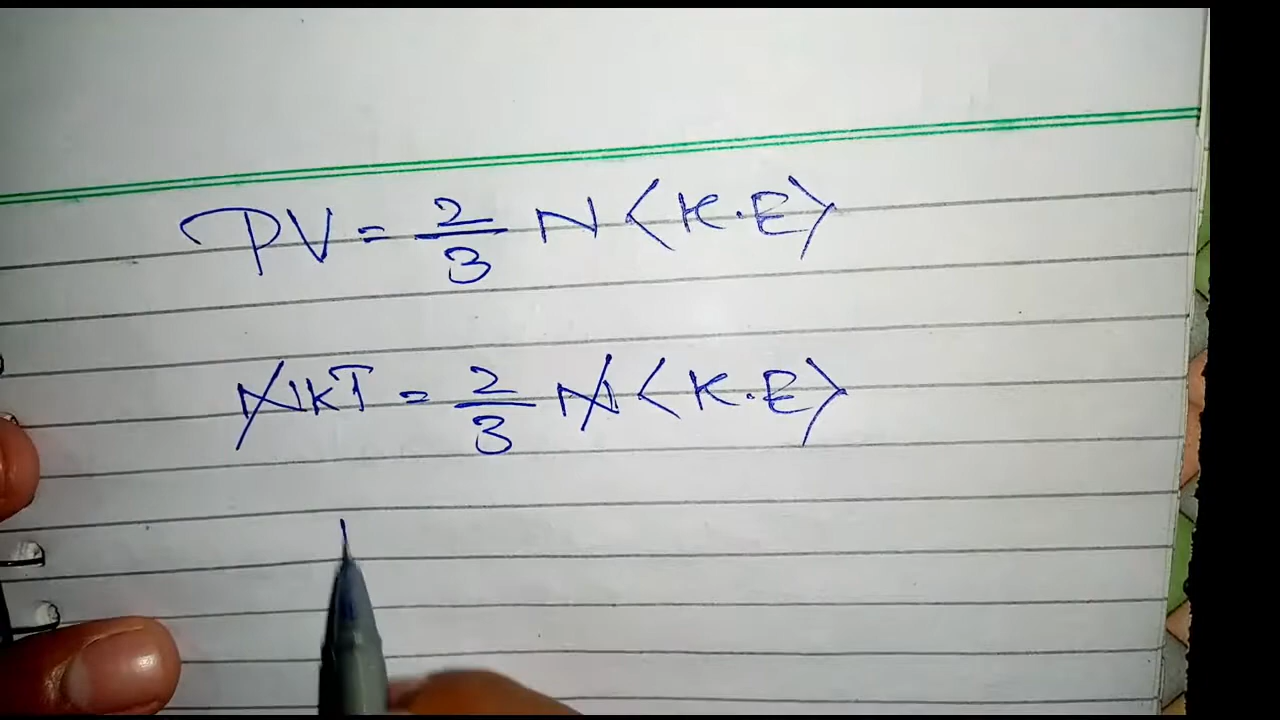 PV = 2/3 N <K.E>
NkT = 2/3 N <K.E>